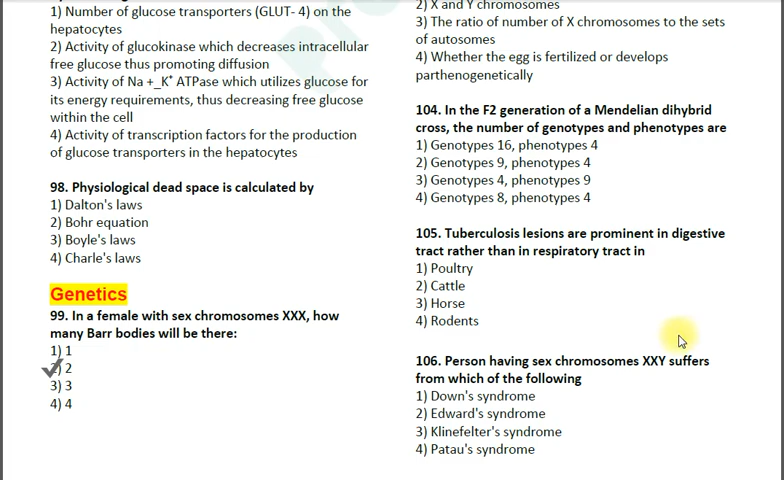 1) Number of glucose transporters (GLUT- 4) on the
hepatocytes
2) Activity of glucokinase which decreases intracellular
free glucose thus promoting diffusion
3) Activity of Na +_K⁺ ATPase which utilizes glucose for
its energy requirements, thus decreasing free glucose
within the cell
4) Activity of transcription factors for the production
of glucose transporters in the hepatocytes
98. Physiological dead space is calculated by
1) Dalton's laws
2) Bohr equation
3) Boyle's laws
4) Charle's laws
Genetics
99. In a female with sex chromosomes XXX, how
many Barr bodies will be there:
1) 1
2) 2
3) 3
4) 4
2) X and Y chromosomes
3) The ratio of number of X chromosomes to the sets
of autosomes
4) Whether the egg is fertilized or develops
parthenogenetically
104. In the F2 generation of a Mendelian dihybrid
cross, the number of genotypes and phenotypes are
1) Genotypes 16, phenotypes 4
2) Genotypes 9, phenotypes 4
3) Genotypes 4, phenotypes 9
4) Genotypes 8, phenotypes 4
105. Tuberculosis lesions are prominent in digestive
tract rather than in respiratory tract in
1) Poultry
2) Cattle
3) Horse
4) Rodents
106. Person having sex chromosomes XXY suffers
from which of the following
1) Down's syndrome
2) Edward's syndrome
3) Klinefelter's syndrome
4) Patau's syndrome